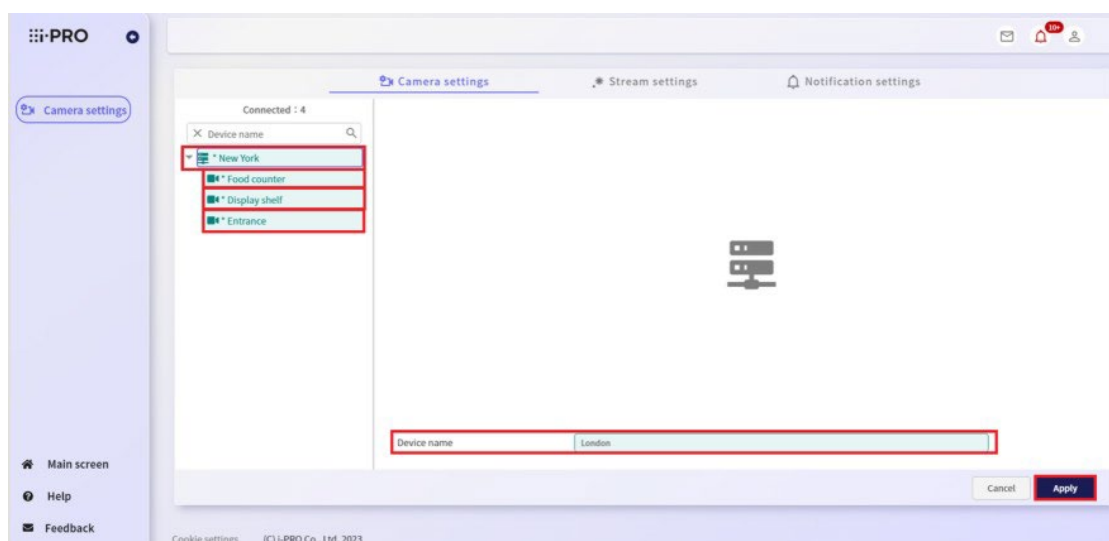 i-PRO
10+
Camera settings
Camera settings
Stream settings
Notification settings
Connected : 4
Device name
* New York
* Food counter
* Display shelf
* Entrance
Device name
London
Cancel
Apply
Main screen
Help
Feedback
Cookie settings (C) i-PRO Co., Ltd. 2023